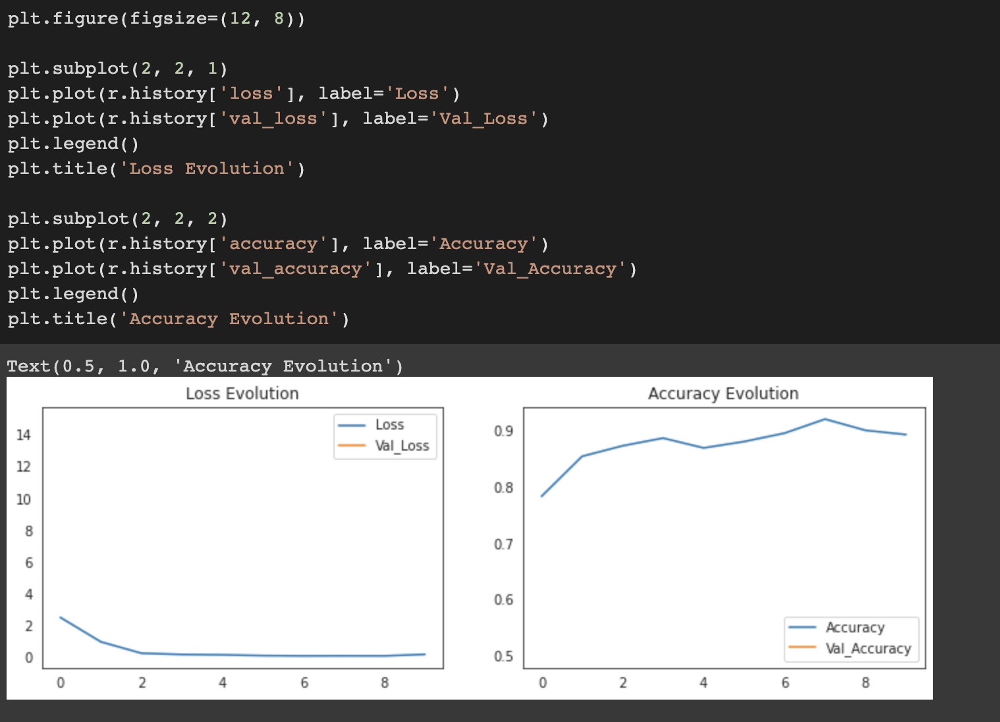 plt.figure(figsize=(12, 8))
plt.subplot(2, 2, 1)
plt.plot(r.history['loss'], label='Loss')
plt.plot(r.history['val_loss'], label='Val_Loss')
plt.legend()
plt.title('Loss Evolution')
plt.subplot(2, 2, 2)
plt.plot(r.history['accuracy'], label='Accuracy')
plt.plot(r.history['val_accuracy'], label='Val_Accuracy')
plt.legend()
plt.title('Accuracy Evolution')
Text(0.5, 1.0, 'Accuracy Evolution')
Loss Evolution
14
12
10
8
6
4
2
0
Loss
Val_Loss
0 2 4 6 8
Accuracy Evolution
0.9
0.8
0.7
0.6
0.5
Accuracy
Val_Accuracy
0 2 4 6 8